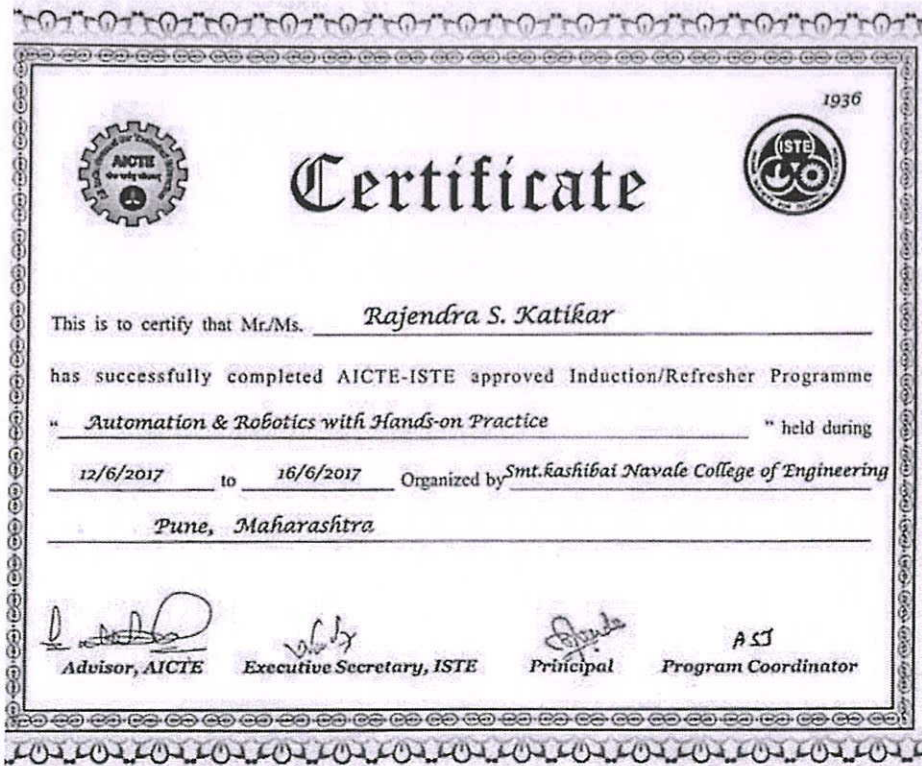 1936
AICTE
ISTE
Certificate
This is to certify that Mr./Ms. Rajendra S. Katikar
has successfully completed AICTE-ISTE approved Induction/Refresher Programme
" Automation & Robotics with Hands-on Practice " held during
12/6/2017 to 16/6/2017 Organized by Smt.kashibai Navale College of Engineering
Pune, Maharashtra
ASJ
Advisor, AICTE Executive Secretary, ISTE Principal Program Coordinator